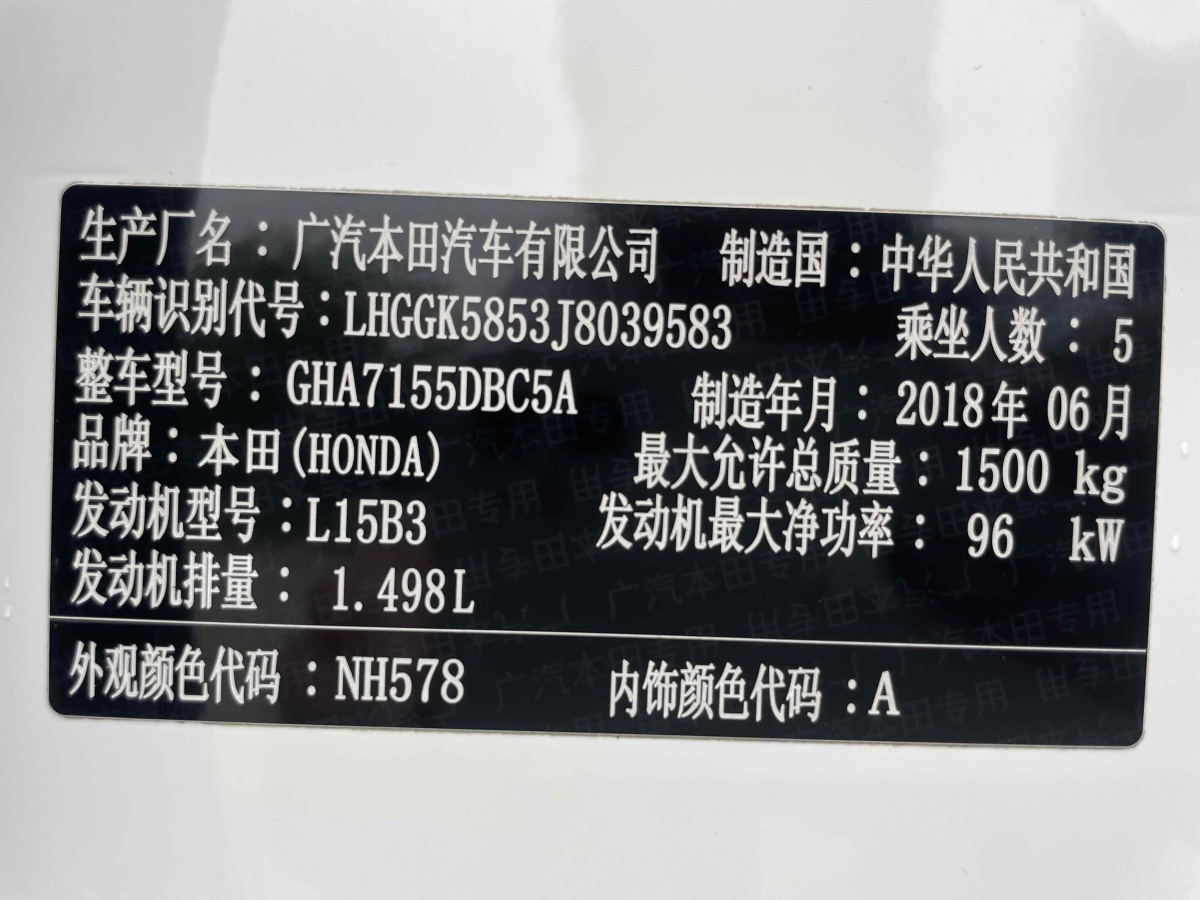 生产厂名：广汽本田汽车有限公司 制造国：中华人民共和国
车辆识别代号：LHGGK5853J8039583 乘坐人数：5
整车型号：GHA7155DBC5A 制造年月：2018年 06月
品牌：本田(HONDA) 最大允许总质量：1500 kg
发动机型号：L15B3 发动机最大净功率：96 kW
发动机排量：1.498L
外观颜色代码：NH578 内饰颜色代码：A